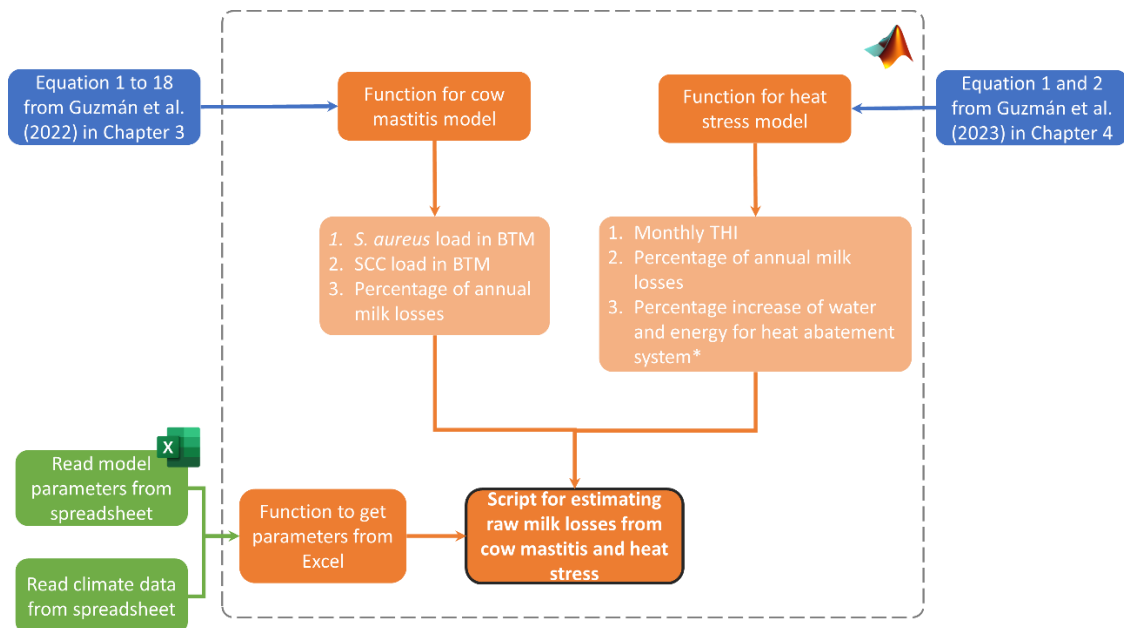 Equation 1 to 18
from Guzmán et al.
(2022) in Chapter 3
Function for cow
mastitis model
Function for heat
stress model
Equation 1 and 2
from Guzmán et al.
(2023) in Chapter 4
1. S. aureus load in BTM
2. SCC load in BTM
3. Percentage of annual
milk losses
1. Monthly THI
2. Percentage of annual milk
losses
3. Percentage increase of water
and energy for heat abatement
system*
X
Read model
parameters from
spreadsheet
Read climate data
from spreadsheet
Function to get
parameters from
Excel
Script for estimating
raw milk losses from
cow mastitis and heat
stress